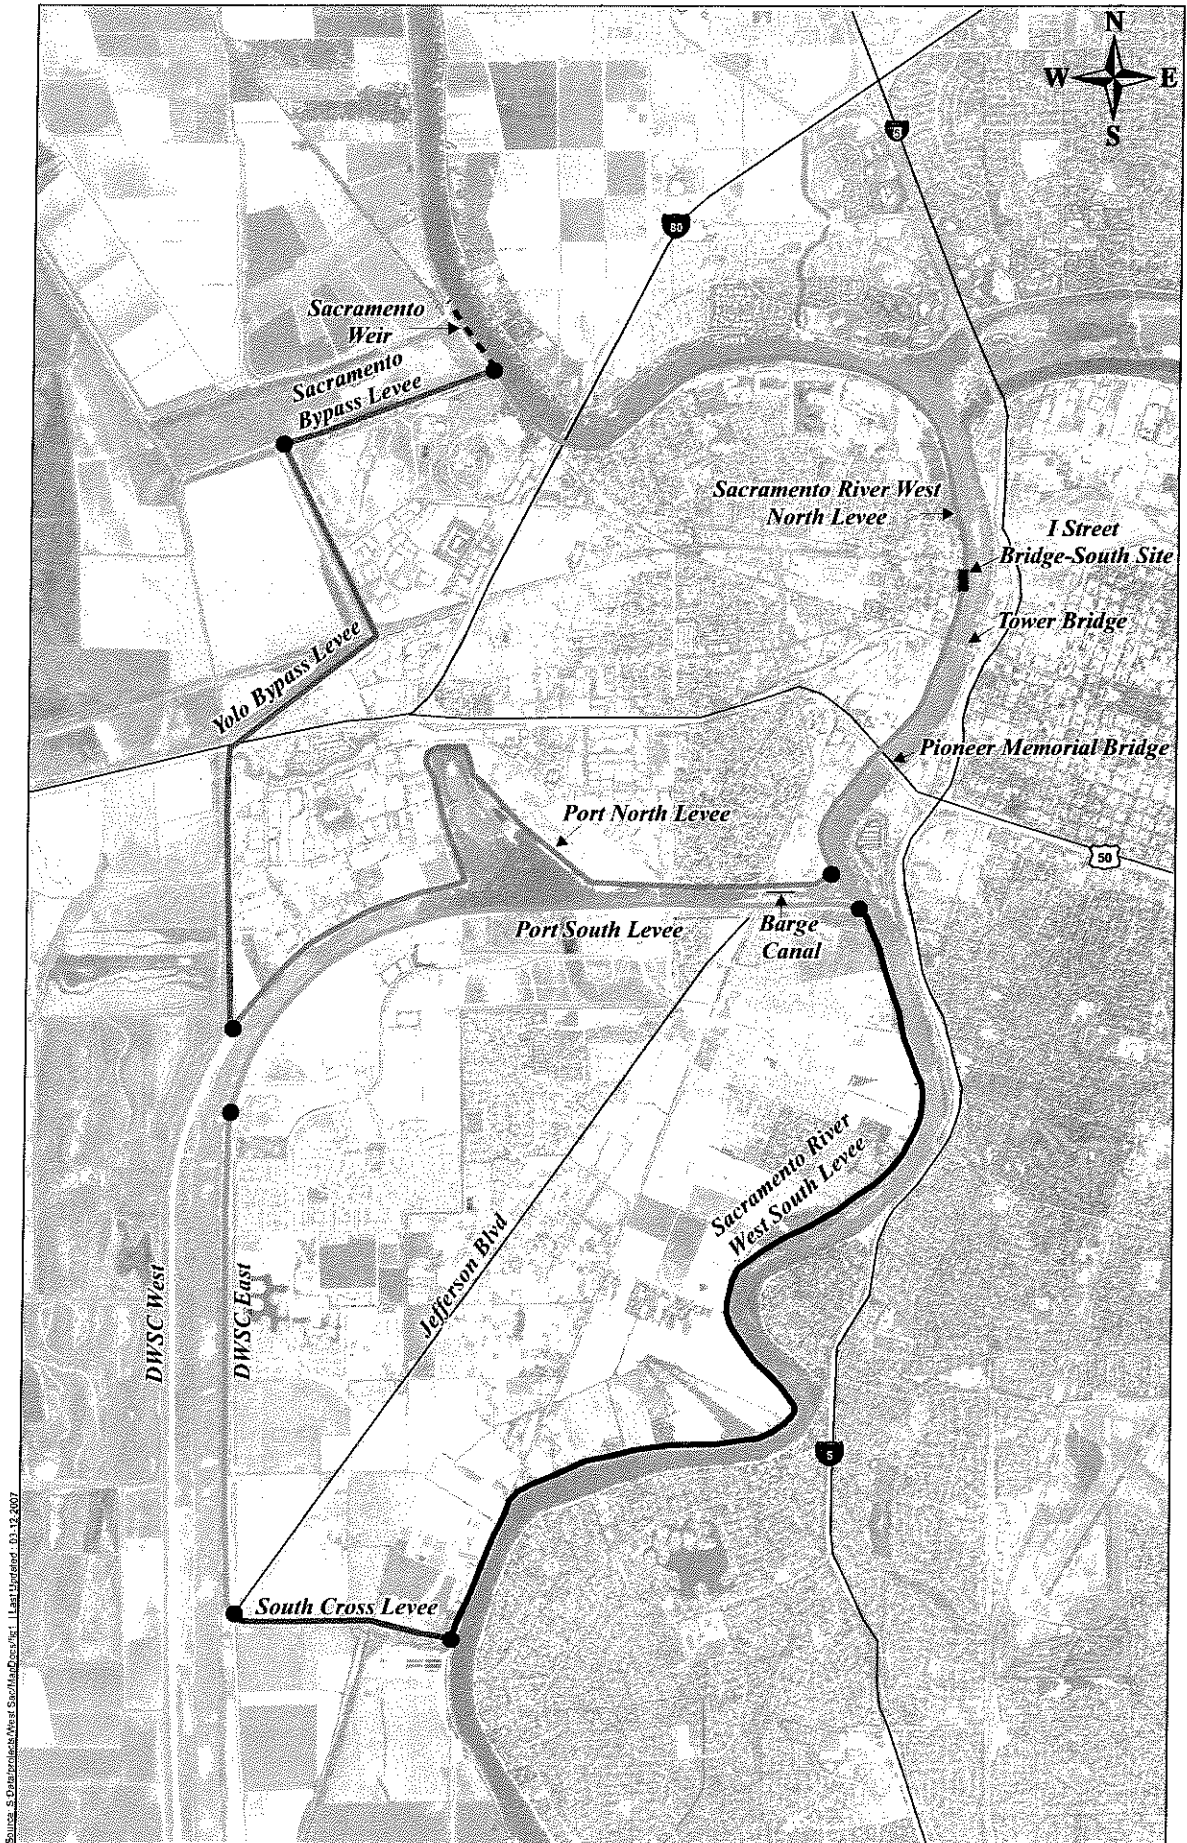 N
W E
S
5
80
Sacramento
Weir
Sacramento
Bypass Levee
Sacramento River West
North Levee
I Street
Bridge-South Site
Tower Bridge
Yolo Bypass Levee
Pioneer Memorial Bridge
Port North Levee
50
Port South Levee
Barge
Canal
Sacramento River
West South Levee
Jefferson Blvd
DWSC West
DWSC East
5
South Cross Levee
Last Updated: 03-12-2007